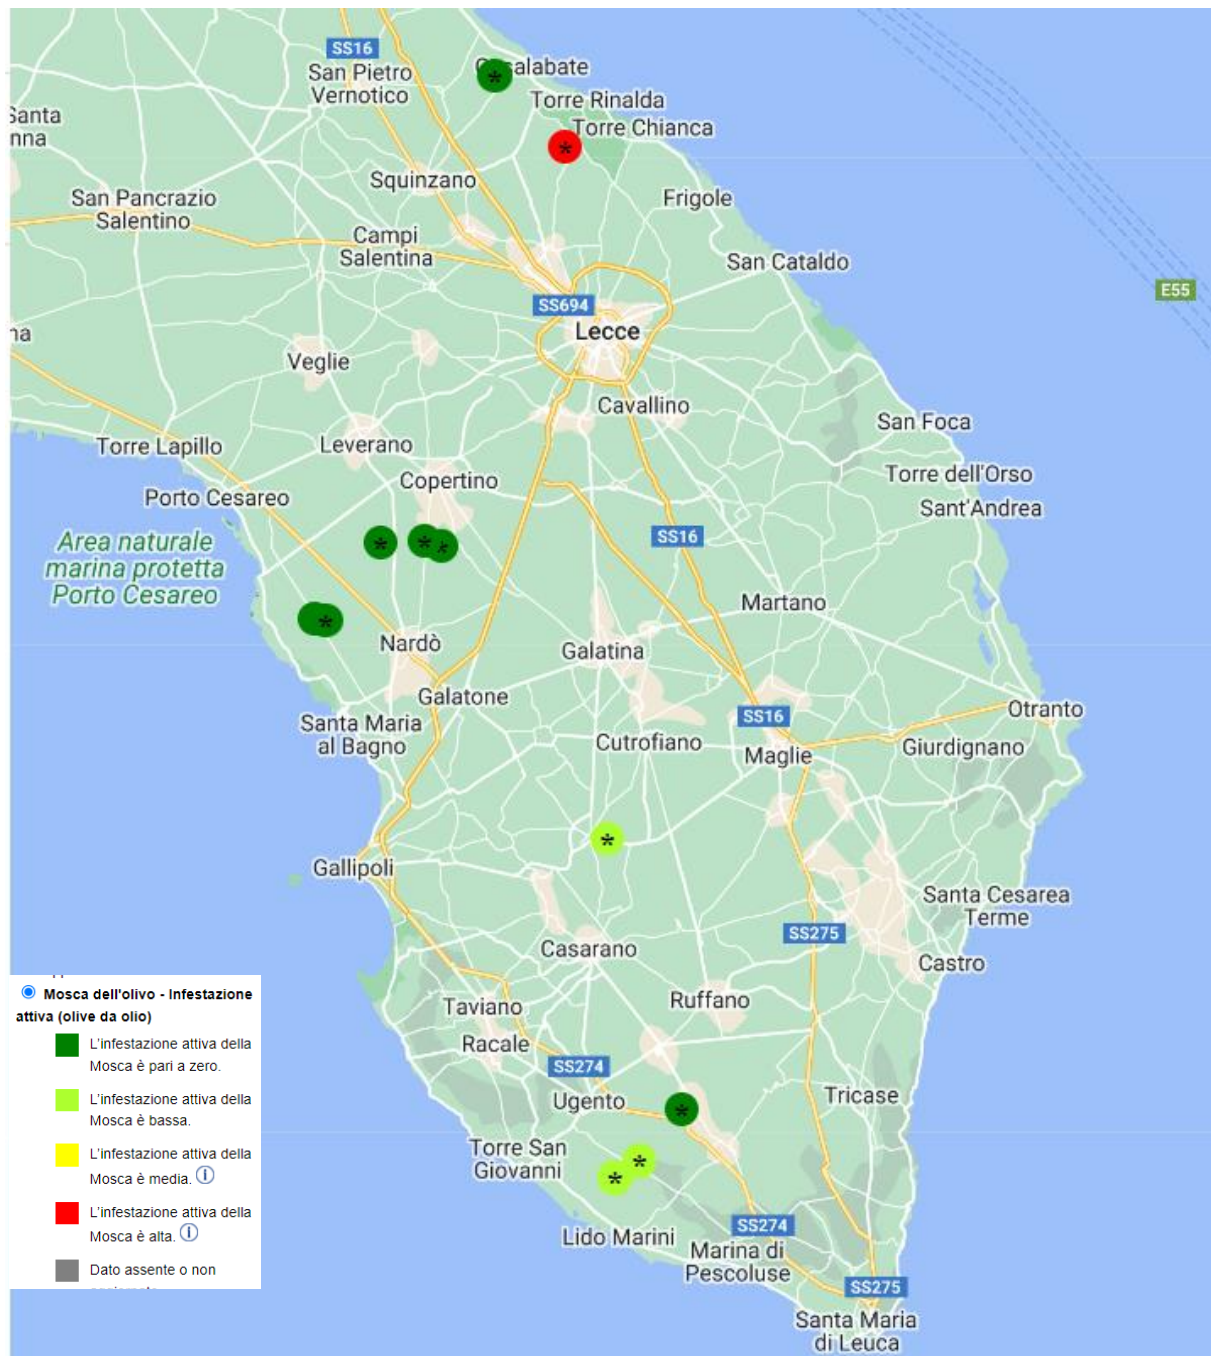 SS16
San Pietro
Vernotico
Torre Rinalda
Torre Chianca
Squinzano
San Pancrazio
Salentino
Frigole
Campi
Salentina
San Cataldo
E55
SS694
Lecce
Veglie
Cavallino
San Foca
Torre Lapillo
Leverano
Torre dell'Orso
Copertino
Porto Cesareo
Sant'Andrea
SS16
Area naturale
marina protetta
Porto Cesareo
Martano
Nardò
Galatina
Galatone
Otranto
SS16
Santa Maria
al Bagno
Cutrofiano
Giurdignano
Maglie
Gallipoli
Santa Cesarea
Terme
SS275
Casarano
Castro
Mosca dell'olivo - Infestazione
attiva (olive da olio)
L'infestazione attiva della
Mosca è pari a zero.
L'infestazione attiva della
Mosca è bassa.
L'infestazione attiva della
Mosca è media.
L'infestazione attiva della
Mosca è alta.
Dato assente o non
Ruffano
Taviano
Racale
SS274
Ugento
Tricase
Torre San
Giovanni
Lido Marini
SS274
Marina di
Pescoluse
SS275
Santa Maria
di Leuca